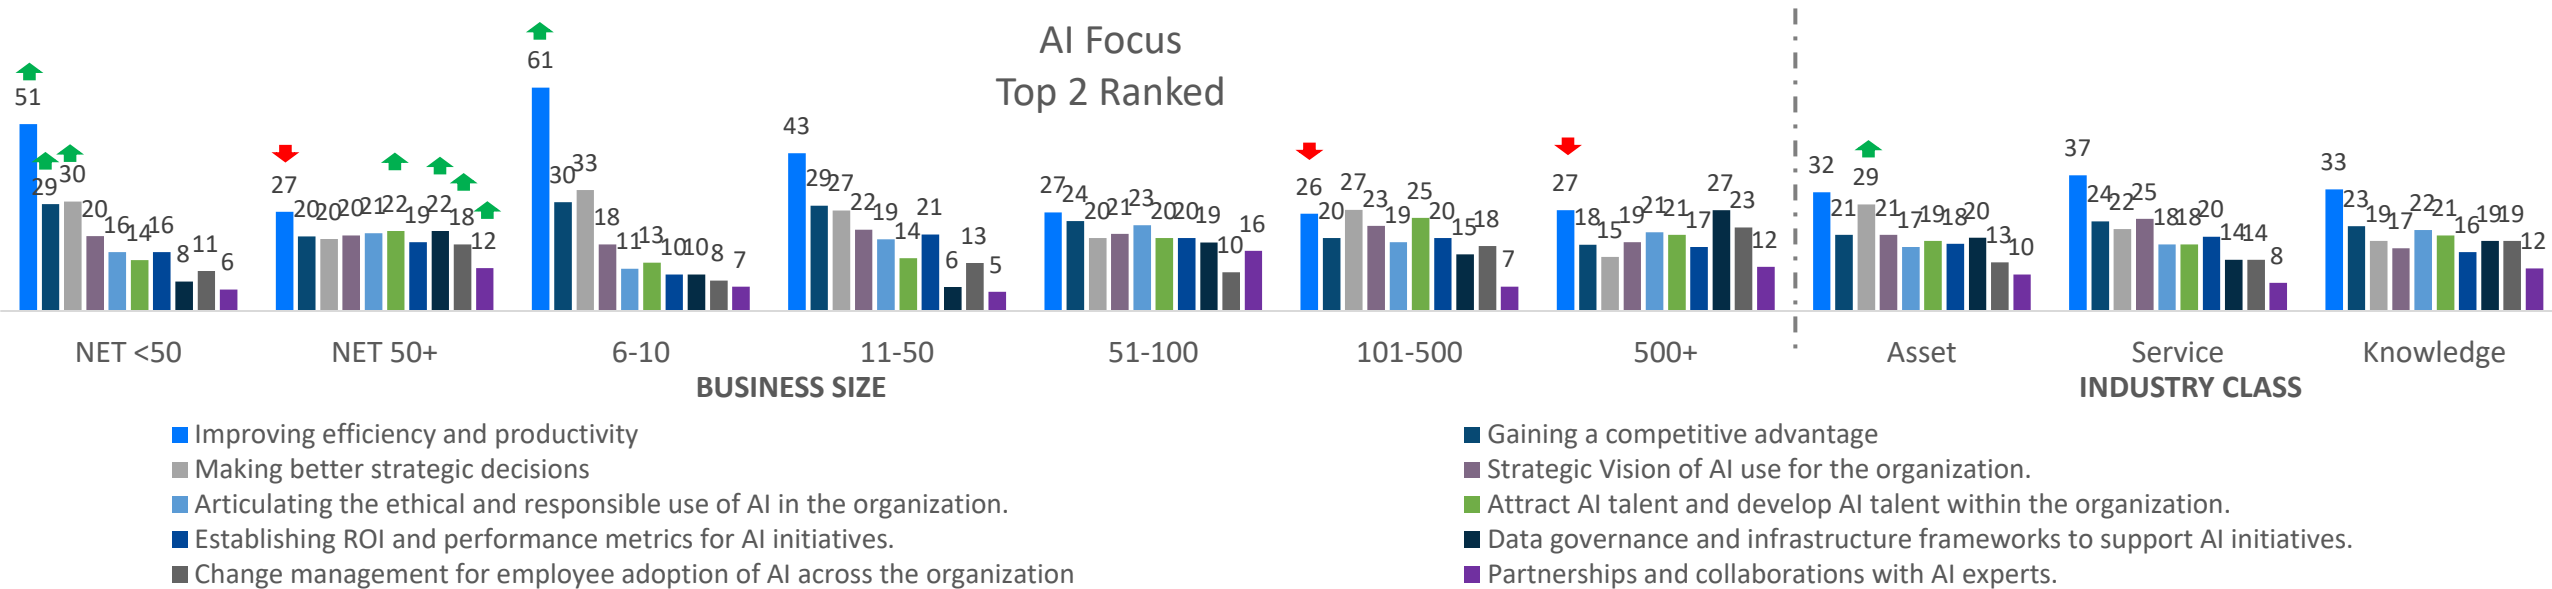 AI Focus
Top 2 Ranked
51 29 30 20 16 14 16 8 11 6
27 20 20 20 21 22 19 22 18 12
61 30 33 18 11 13 10 10 8 7
43 29 27 22 19 14 21 6 13 5
27 24 20 21 23 20 20 19 10 16
26 20 27 23 19 25 20 15 18 7
27 18 15 19 21 21 17 27 23 12
32 21 29 21 17 19 18 20 13 10
37 24 22 25 18 18 20 14 14 8
33 23 19 17 22 21 16 19 19 12
NET <50 NET 50+ 6-10 11-50 51-100 101-500 500+ Asset Service Knowledge
BUSINESS SIZE INDUSTRY CLASS
Improving efficiency and productivity
Gaining a competitive advantage
Making better strategic decisions
Strategic Vision of AI use for the organization.
Articulating the ethical and responsible use of AI in the organization.
Attract AI talent and develop AI talent within the organization.
Establishing ROI and performance metrics for AI initiatives.
Data governance and infrastructure frameworks to support AI initiatives.
Change management for employee adoption of AI across the organization
Partnerships and collaborations with AI experts.